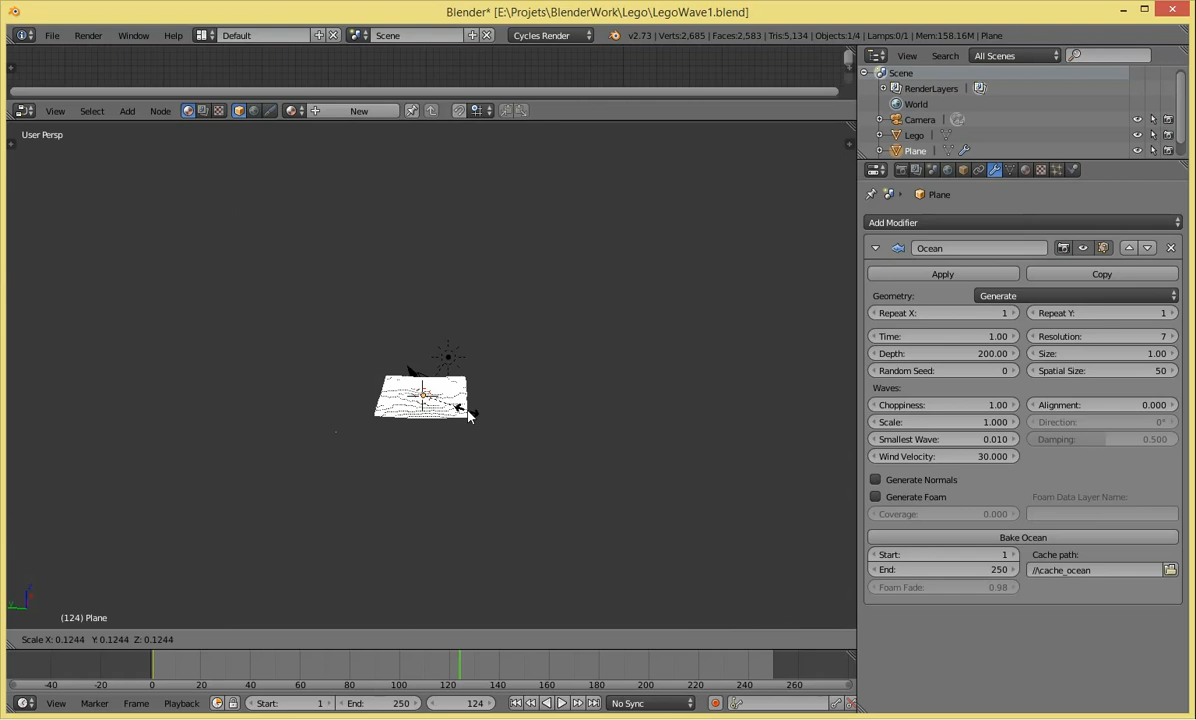 Blender* [E:\Projets\BlenderWork\Lego\LegoWave1.blend]
File Render Window Help Default Scene Cycles Render v2.73 | Verts:2,685 | Faces:2,583 | Tris:5,134 | Objects:1/4 | Lamps:0/1 | Mem:158.16M | Plane
View Search All Scenes
Scene
RenderLayers
World
Camera
Lego
Plane
View Select Add Node New
User Persp
Plane
Add Modifier
Ocean
Apply Copy
Geometry: Generate
Repeat X: 1 Repeat Y: 1
Time: 1.00 Resolution: 7
Depth: 200.00 Size: 1.00
Random Seed: 0 Spatial Size: 50
Waves:
Choppiness: 1.00 Alignment: 0.000
Scale: 1.000 Direction: 0°
Smallest Wave: 0.010 Damping: 0.500
Wind Velocity: 30.000
Generate Normals
Generate Foam Foam Data Layer Name:
Coverage: 0.000
Bake Ocean
Start: 1 Cache path:
End: 250 //\cache_ocean
Foam Fade: 0.98
(124) Plane
Scale X: 0.1244 Y: 0.1244 Z: 0.1244
-40 -20 0 20 40 60 80 100 120 140 160 180 200 220 240 260
View Marker Frame Playback Start: 1 End: 250 124 No Sync